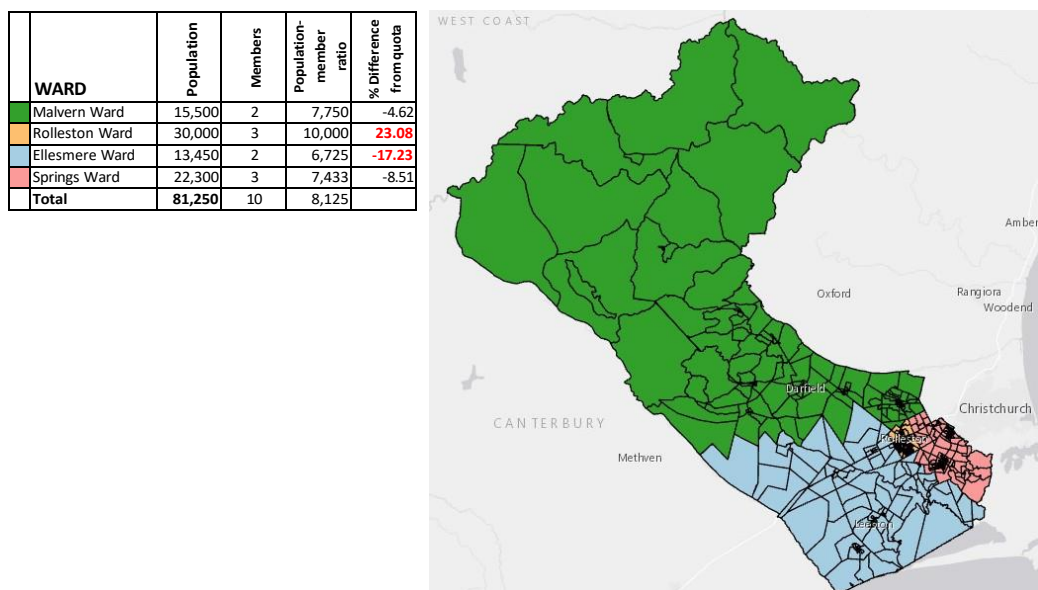 WARD Population Members Population-member ratio % Difference from quota
Malvern Ward 15,500 2 7,750 -4.62
Rolleston Ward 30,000 3 10,000 23.08
Ellesmere Ward 13,450 2 6,725 -17.23
Springs Ward 22,300 3 7,433 -8.51
Total 81,250 10 8,125
WEST COAST
Amber
Oxford
Rangiora
Woodend
Darfield
Christchurch
CANTERBURY
Rolleston
Methven
Leeston